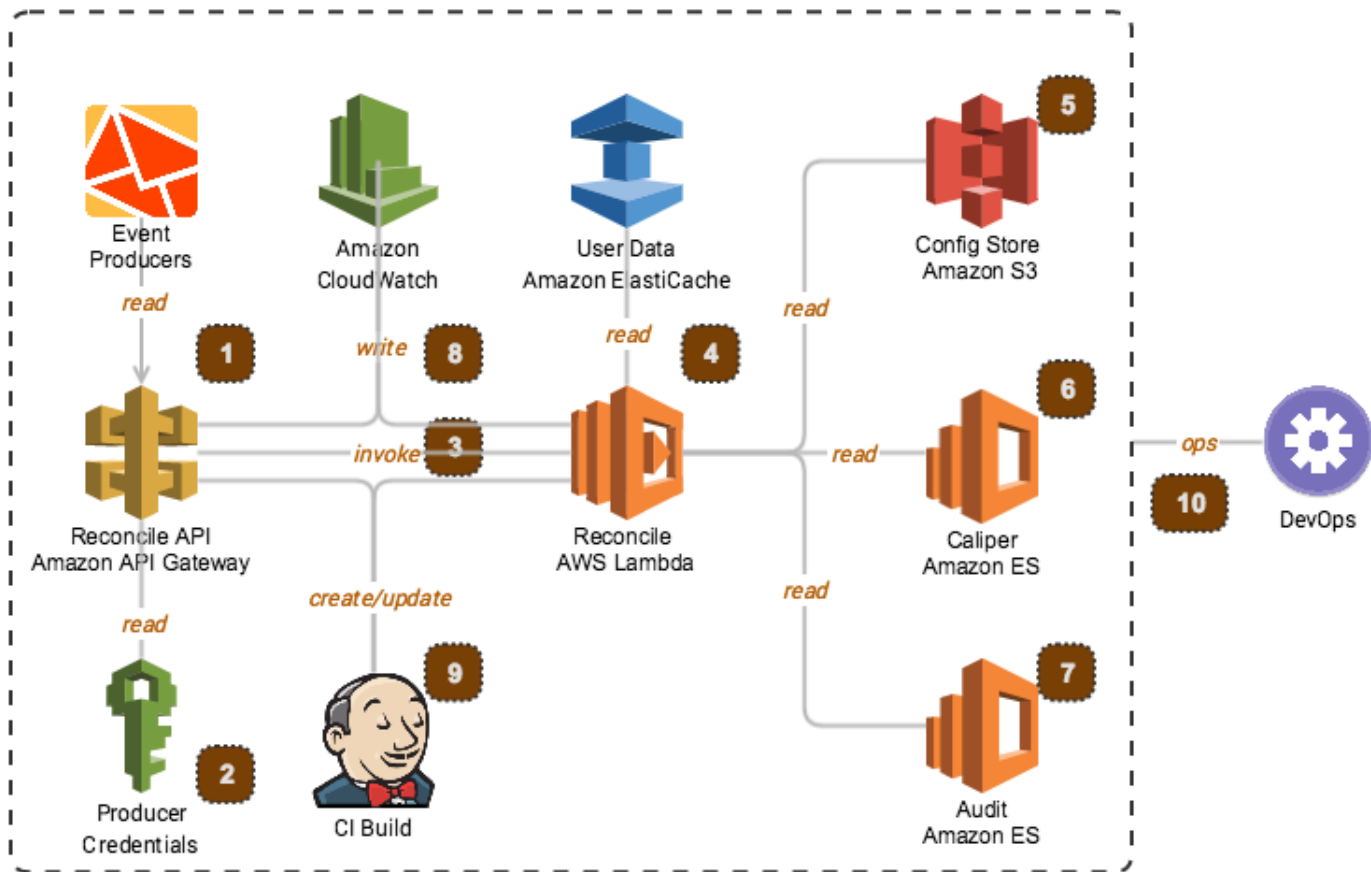 5
Event
Producers
Amazon
CloudWatch
User Data
Amazon ElastiCache
Config Store
Amazon S3
read
read
1
write
8
read
4
6
3
invoke
read
ops
10
DevOps
Reconcile API
Amazon API Gateway
Reconcile
AWS Lambda
Caliper
Amazon ES
create/update
read
read
9
7
2
Producer
Credentials
CI Build
Audit
Amazon ES